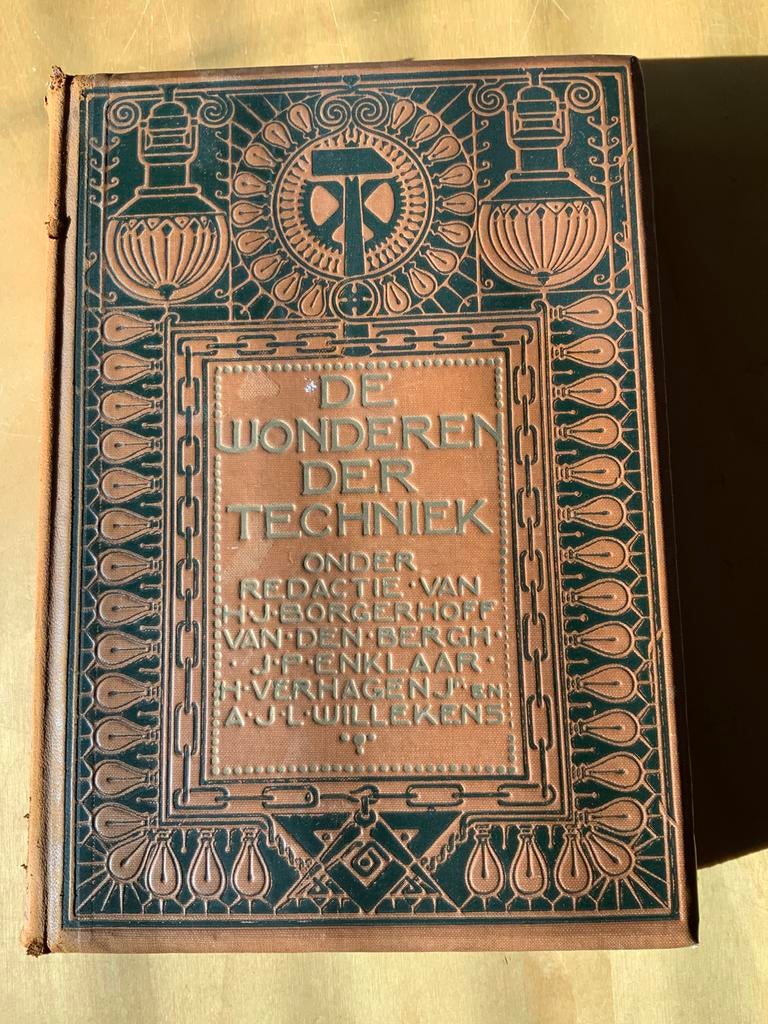 DE
WONDEREN
DER
TECHNIEK
ONDER
REDACTIE · VAN
H · J · BORGERHOFF
VAN · DEN · BERGH ·
· J · P · ENKLAAR ·
H · VERHAGEN Jr · EN
A · J · L · WILLEKENS